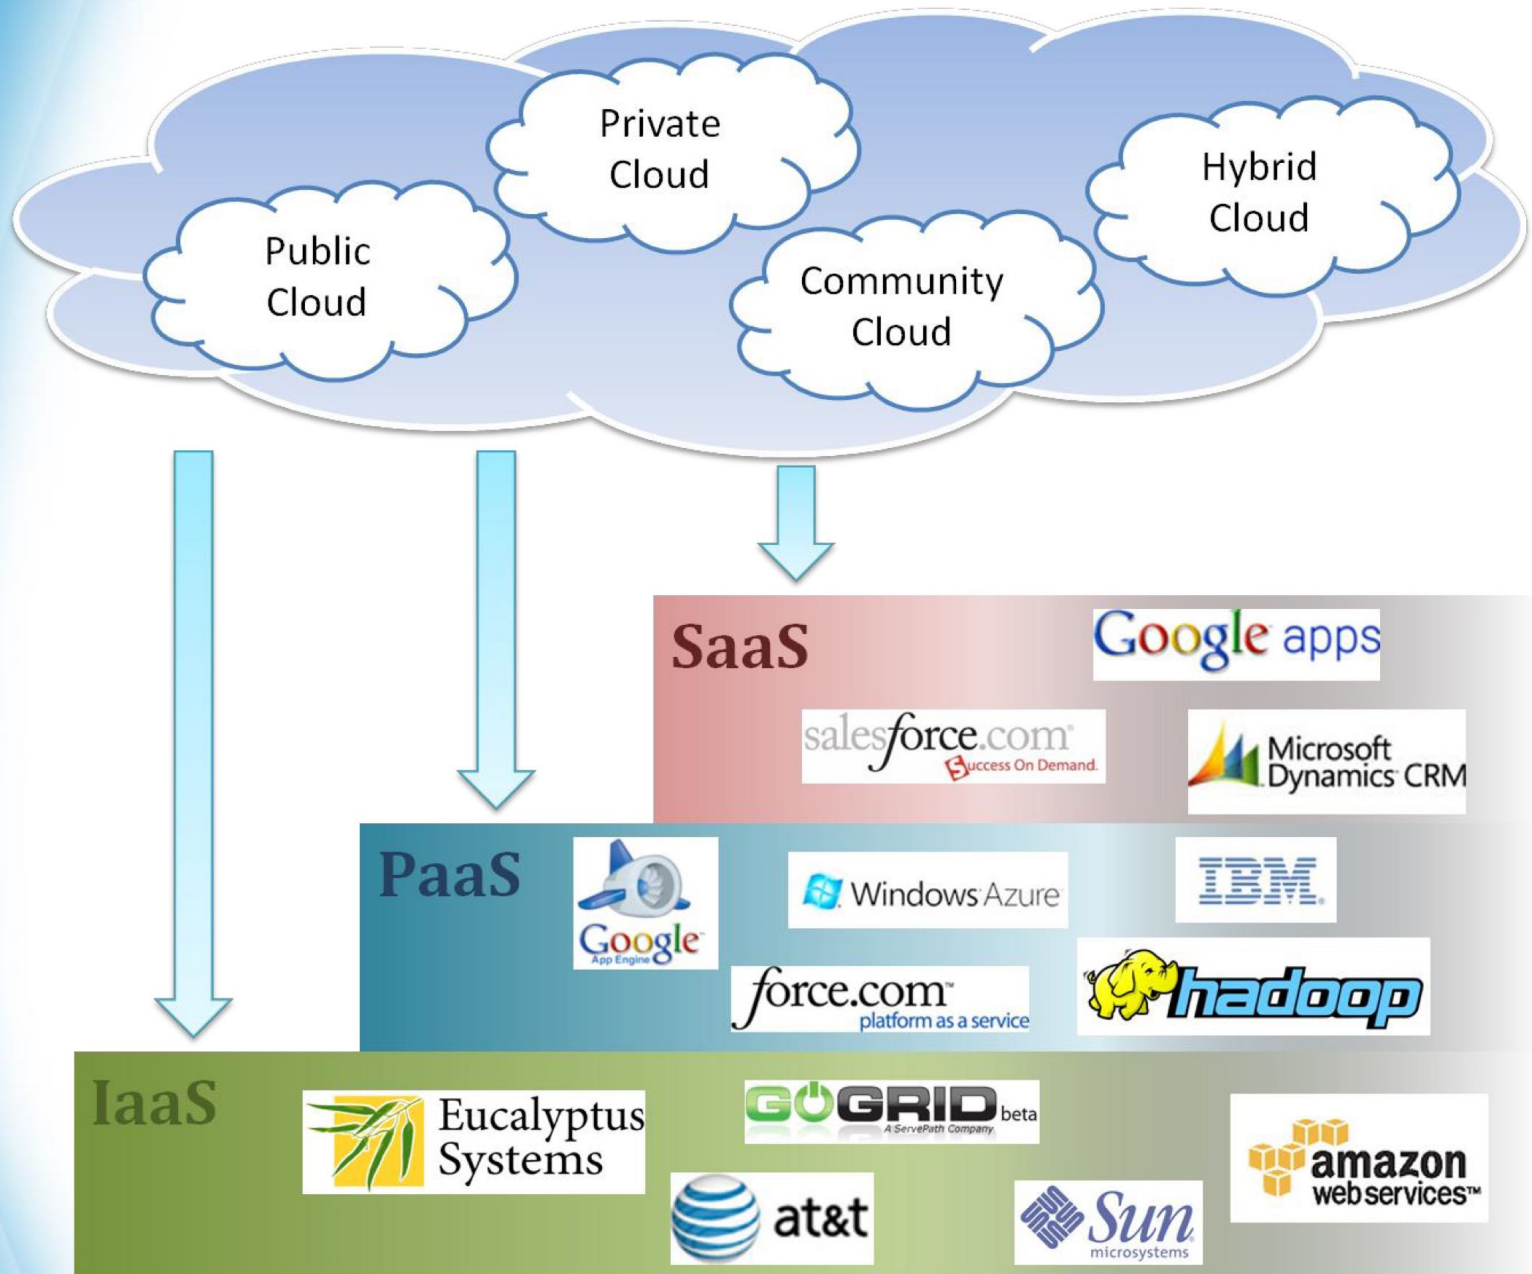 Private
Cloud
Hybrid
Cloud
Public
Cloud
Community
Cloud
SaaS
Google apps
salesforce.com
Success On Demand.
Microsoft
Dynamics CRM
PaaS
Google
App Engine
Windows Azure
IBM
force.com™
platform as a service
hadoop
IaaS
Eucalyptus
Systems
GOGRID beta
A ServePath Company
amazon
web services™
at&t
Sun
microsystems